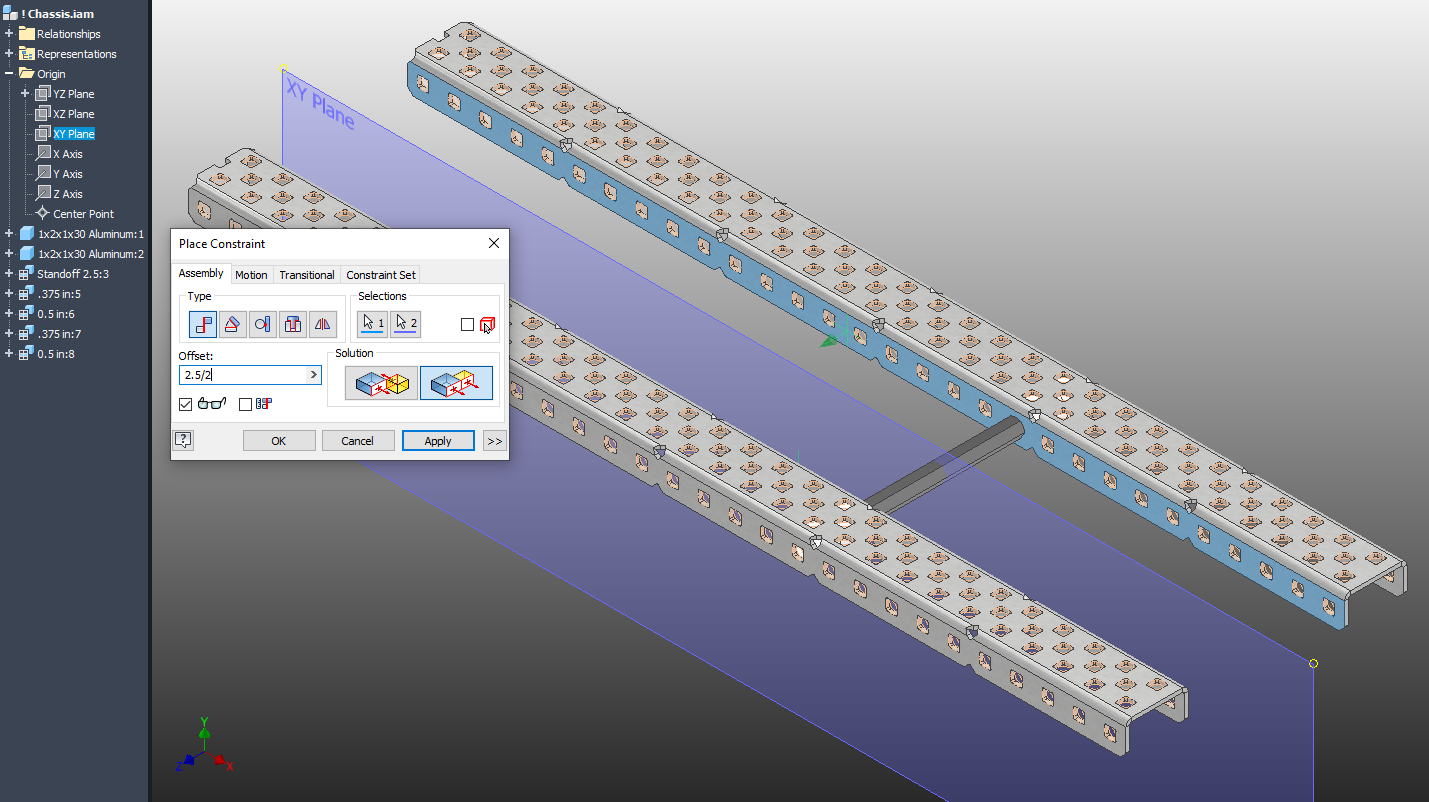 ! Chassis.iam
Relationships
Representations
Origin
YZ Plane
XZ Plane
XY Plane
X Axis
Y Axis
Z Axis
Center Point
1x2x1x30 Aluminum:1
1x2x1x30 Aluminum:2
Standoff 2.5:3
.375 in:5
0.5 in:6
.375 in:7
0.5 in:8
XY Plane
Place Constraint
Assembly Motion Transitional Constraint Set
Type
Selections
1 2
Offset:
Solution
2.5/2
OK Cancel Apply >>
Y
Z X